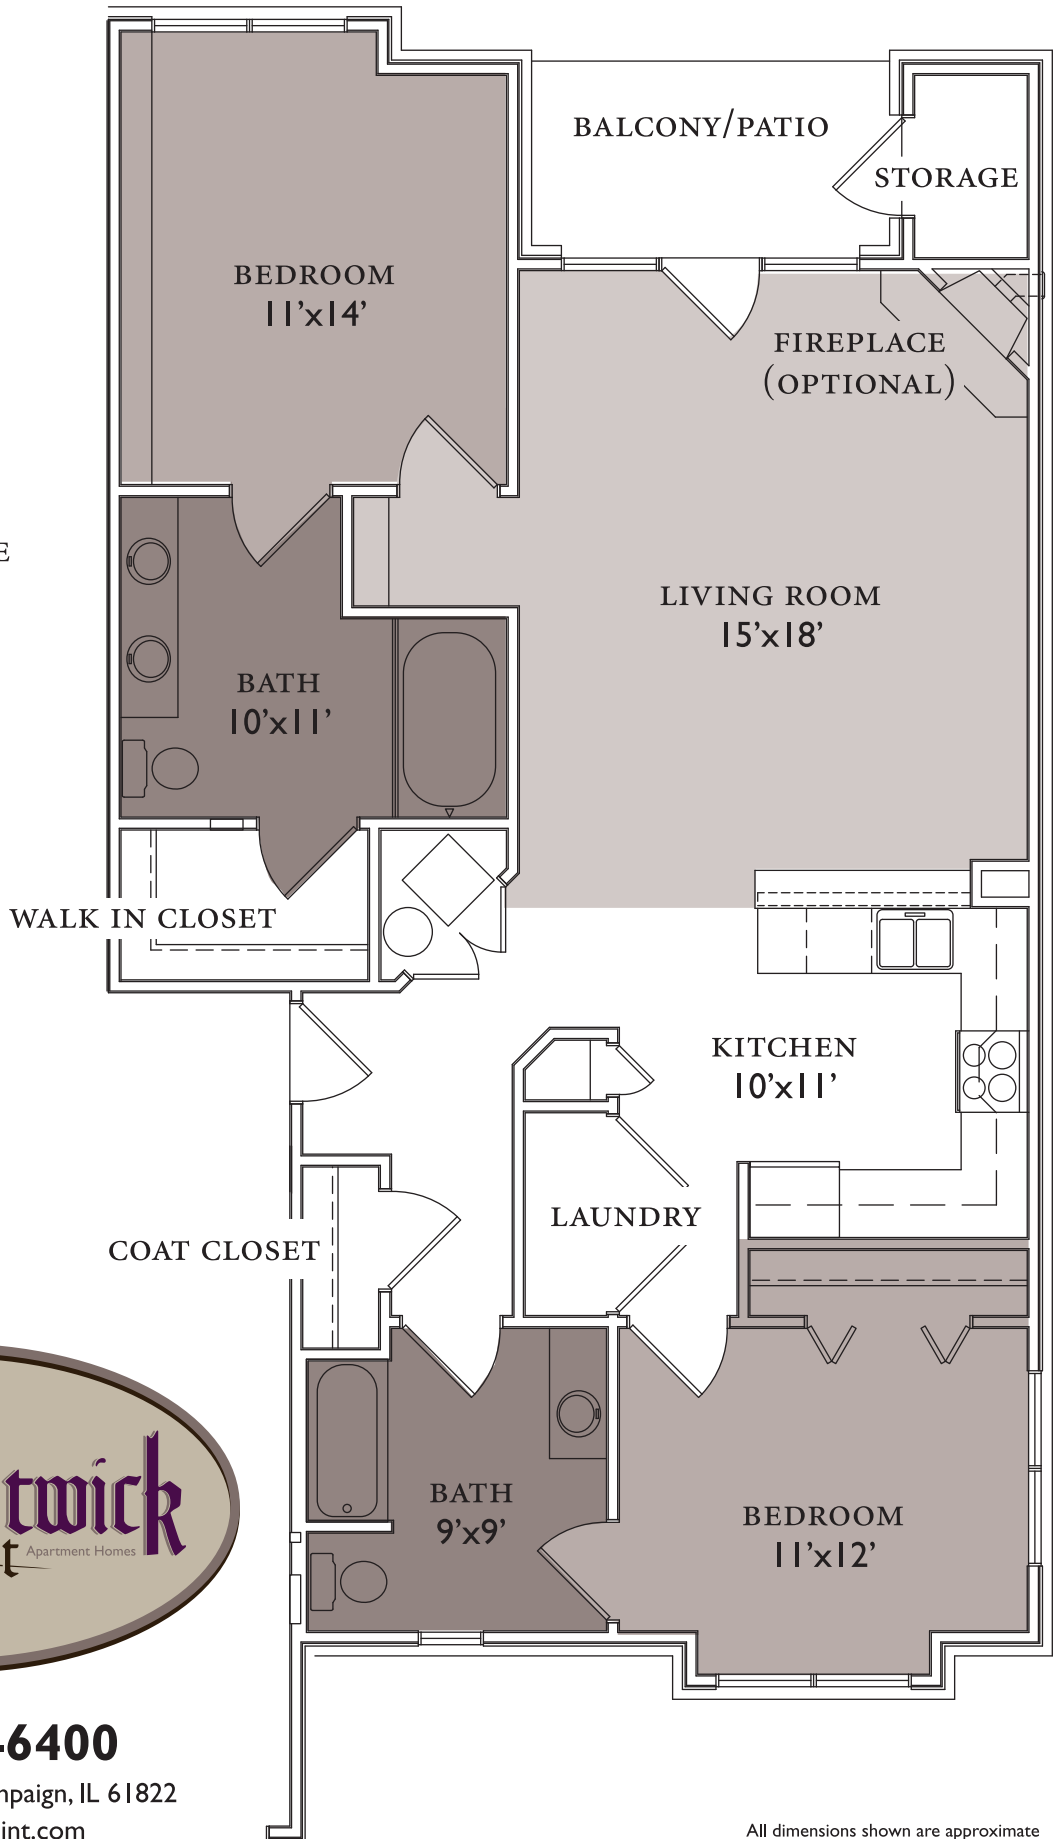 BALCONY/PATIO
STORAGE
BEDROOM
11’x14’
FIREPLACE
(OPTIONAL)
E
LIVING ROOM
15’x18’
BATH
10’x11’
WALK IN CLOSET
KITCHEN
10’x11’
LAUNDRY
COAT CLOSET
BATH
9’x9’
BEDROOM
11’x12’
twick
t
Apartment Homes
-6400
npaign, IL 61822
int.com
All dimensions shown are approximate